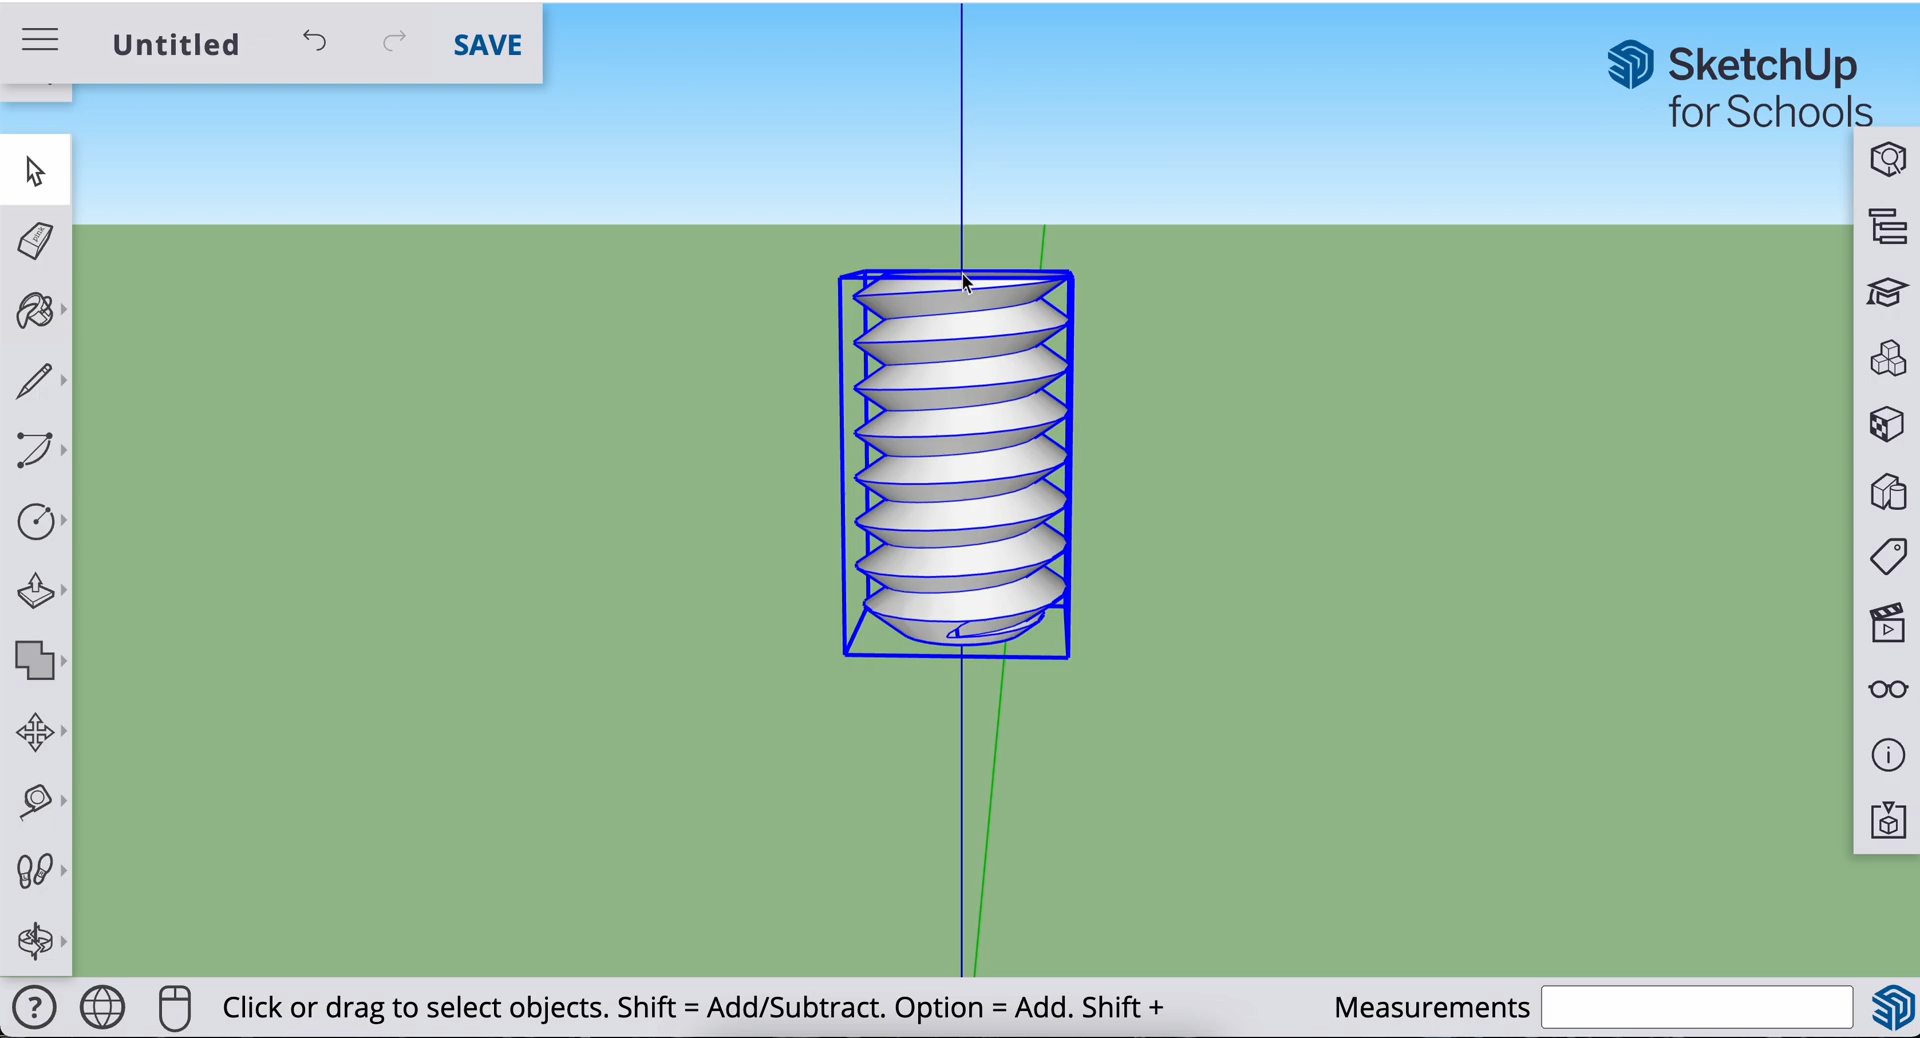 Untitled
SAVE
SketchUp
for Schools
?
Click or drag to select objects. Shift = Add/Subtract. Option = Add. Shift +
Measurements